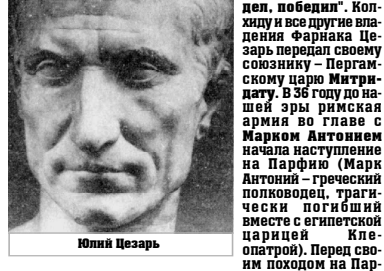 дел, победил". Кол-
хиду и все другие вла-
дения Фарнака Це-
зарь передал своему
союзнику – Пергам-
скому царю Митри-
дату. В 36 году до на-
шей эры римская
армия во главе с
Марком Антонием
начала наступление
на Парфию (Марк
Антоний – греческий
полководец, траги-
чески погибший
вместе с египетской
царицей Кле-
опатрой). Перед сво-
им походом на Пар-
Юлий Цезарь